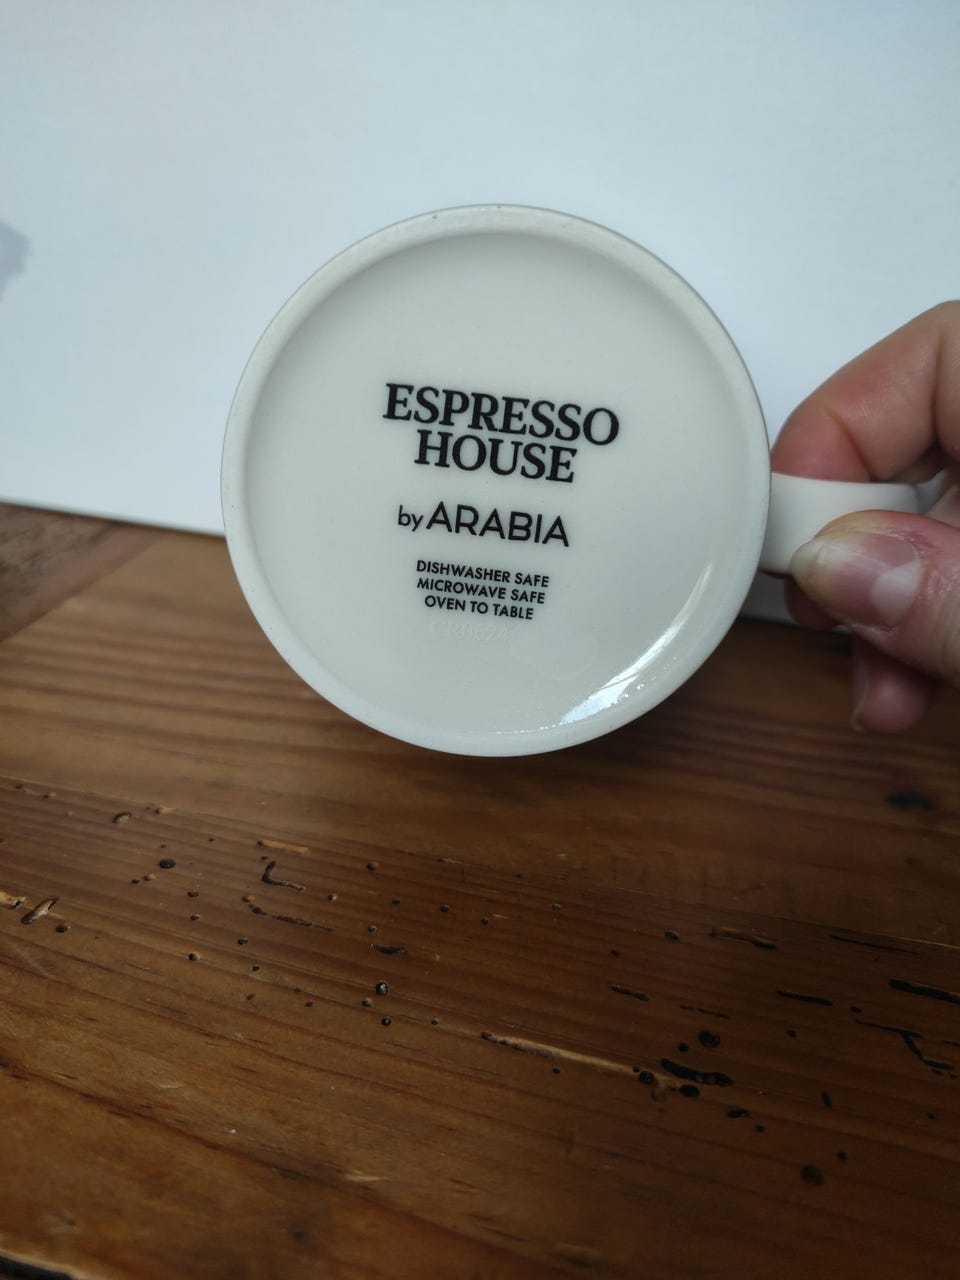 ESPRESSO
HOUSE
by ARABIA
DISHWASHER SAFE
MICROWAVE SAFE
OVEN TO TABLE